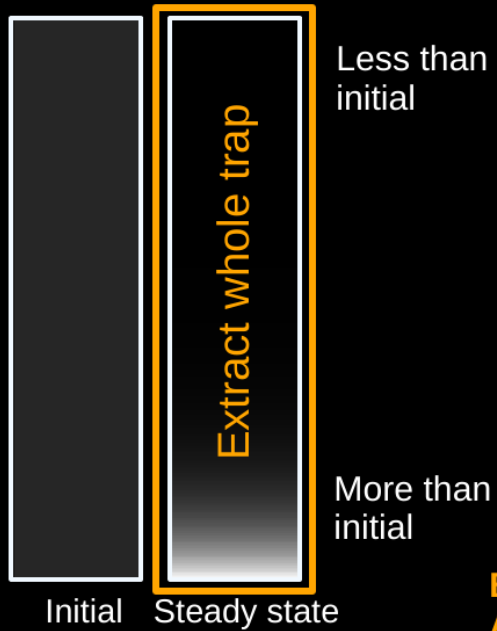 Less than
initial
Extract whole trap
More than
initial
Initial
Steady state